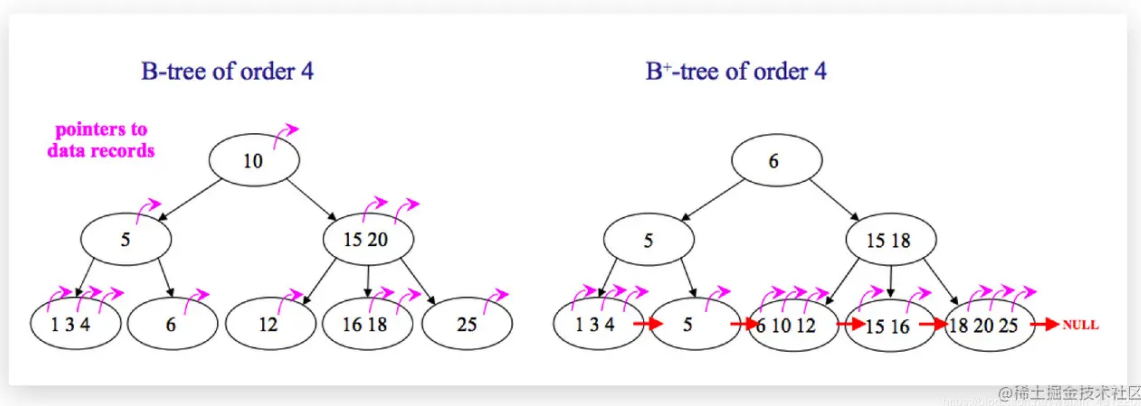 B-tree of order 4
B+-tree of order 4
pointers to
data records
10
5
15 20
1 3 4
6
12
16 18
25
6
5
15 18
1 3 4
5
6 10 12
15 16
18 20 25
NULL
@稀土掘金技术社区